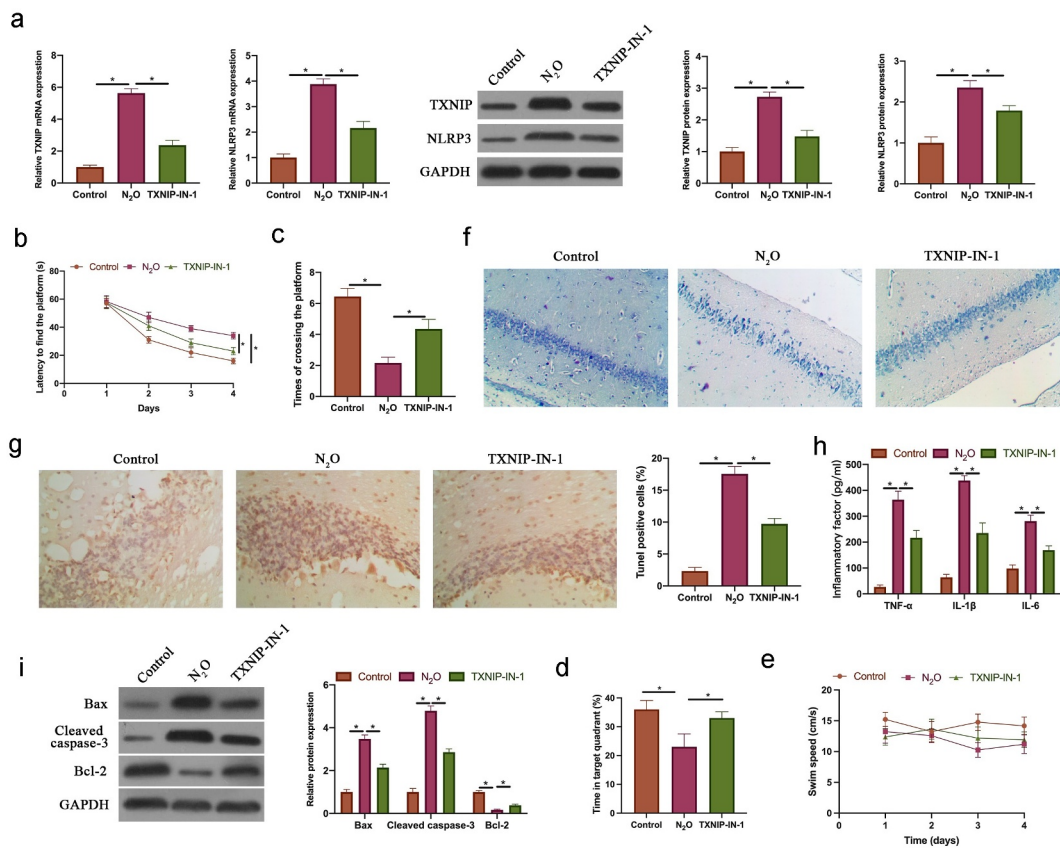 a
Relative TXNIP mRNA expresstion
8
6
4
2
0
Control
N₂O
TXNIP-IN-1
*
*
Relative NLRP3 mRNA expresstion
5
4
3
2
1
0
Control
N₂O
TXNIP-IN-1
*
*
Control
N₂O
TXNIP-IN-1
TXNIP
NLRP3
GAPDH
Relative TXNIP protein expresstion
4
3
2
1
0
Control
N₂O
TXNIP-IN-1
*
*
Relative NLRP3 protein expresstion
3
2
1
0
Control
N₂O
TXNIP-IN-1
*
*
b
Control
N₂O
TXNIP-IN-1
Latency to fiend the platform (s)
80
60
40
20
0
0
1
2
3
4
Days
*
*
c
Times of crossing the platform
8
6
4
2
0
Control
N₂O
TXNIP-IN-1
*
*
f
Control
N₂O
TXNIP-IN-1
g
Control
N₂O
TXNIP-IN-1
Tunel positive cells (%)
20
15
10
5
0
Control
N₂O
TXNIP-IN-1
*
*
h
Control
N₂O
TXNIP-IN-1
Inflammatory factor (pg/ml)
500
400
300
200
100
0
TNF-α
IL-1β
IL-6
* *
* *
* *
i
Control
N₂O
TXNIP-IN-1
Bax
Cleaved
caspase-3
Bcl-2
GAPDH
Control
N₂O
TXNIP-IN-1
Relative protein expresstion
6
4
2
0
Bax
Cleaved caspase-3
Bcl-2
* *
* *
* *
d
Time in target quadrant (%)
40
30
20
10
0
Control
N₂O
TXNIP-IN-1
*
*
e
Control
N₂O
TXNIP-IN-1
Swim speed (cm/s)
20
15
10
5
0
0
1
2
3
4
Time (days)